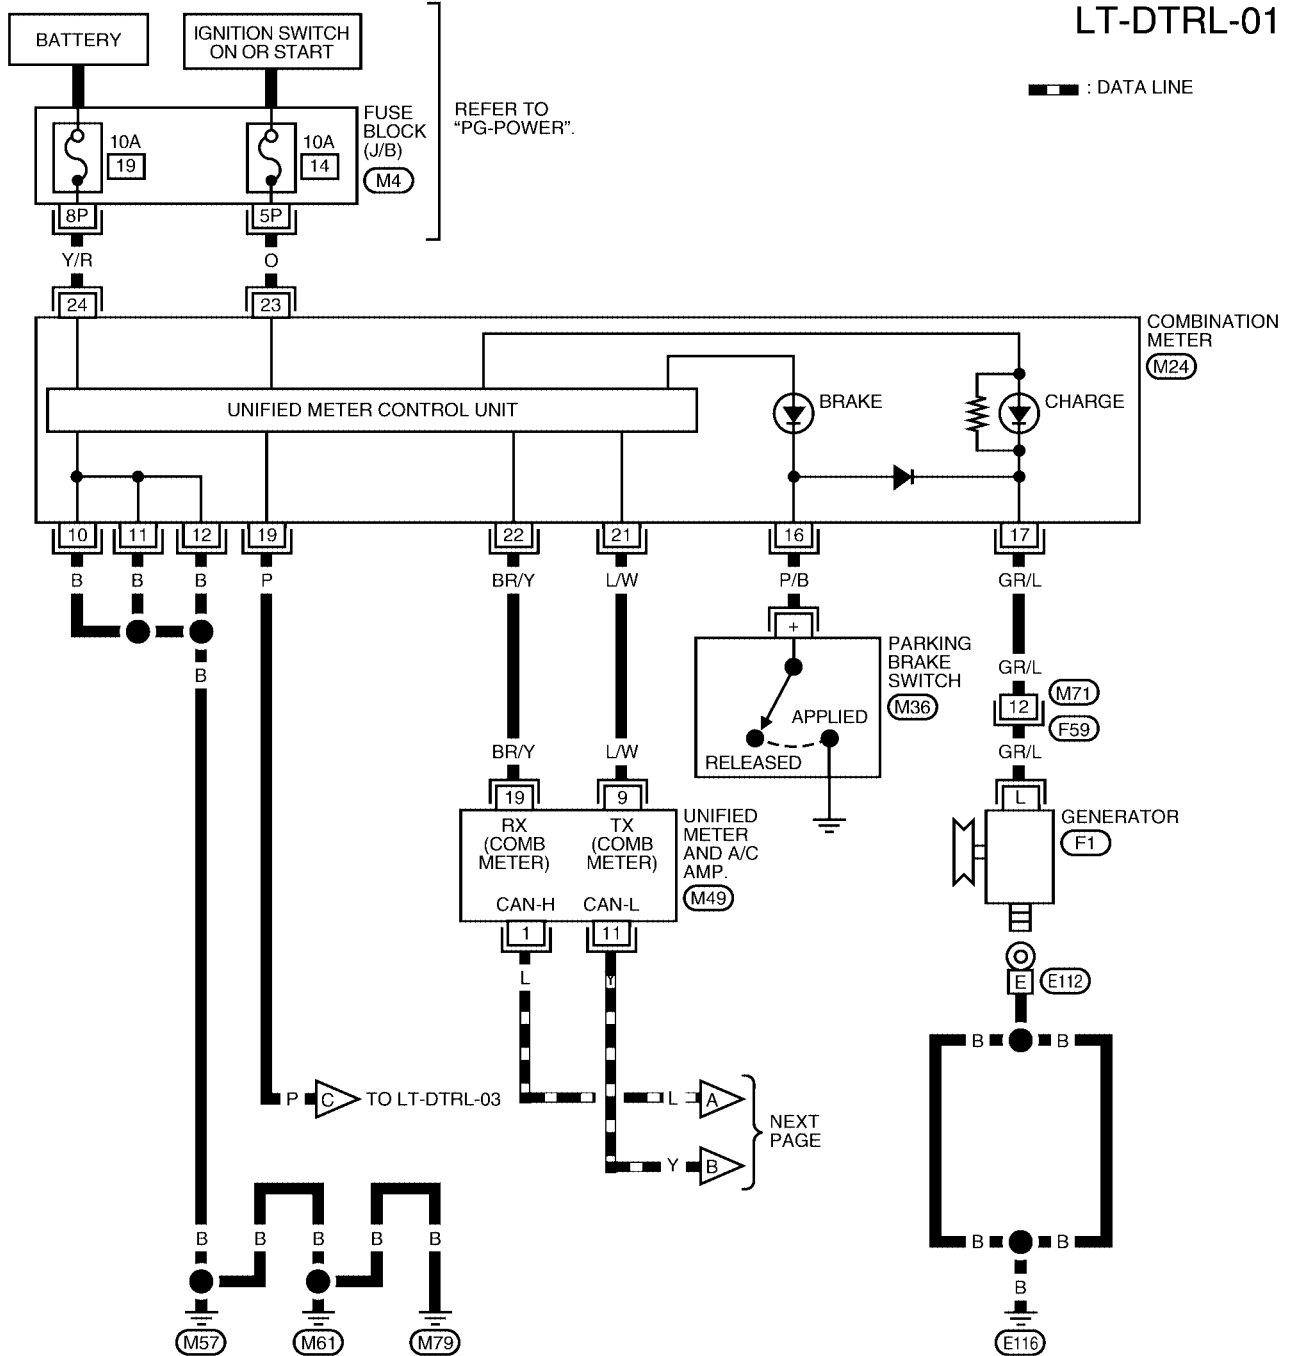 LT-DTRL-01
BATTERY
IGNITION SWITCH
ON OR START
: DATA LINE
REFER TO
“PG-POWER”.
FUSE
BLOCK
(J/B)
M4
10A
19
10A
14
8P
5P
Y/R
O
24
23
COMBINATION
METER
M24
UNIFIED METER CONTROL UNIT
BRAKE
CHARGE
10
11
12
19
22
21
16
17
B
B
B
P
BR/Y
L/W
P/B
GR/L
B
+
PARKING
BRAKE
SWITCH
M36
APPLIED
RELEASED
GR/L
12
M71
F59
GR/L
BR/Y
L/W
19
9
L
RX
(COMB
METER)
TX
(COMB
METER)
CAN-H
CAN-L
UNIFIED
METER
AND A/C
AMP.
M49
GENERATOR
F1
1
11
L
Y
E
E112
B
B
P
C
TO LT-DTRL-03
L
A
Y
B
NEXT
PAGE
B
B
B
B
B
B
B
B
M57
M61
M79
E116